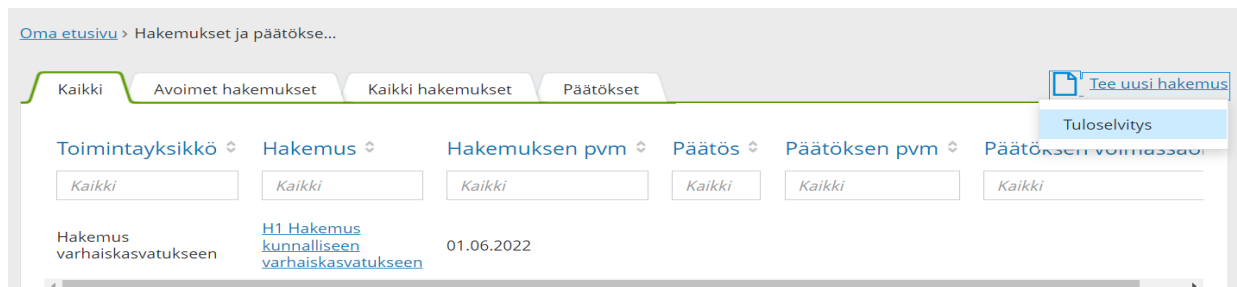 Oma etusivu › Hakemukset ja päätökse...
Kaikki Avoimet hakemukset Kaikki hakemukset Päätökset Tee uusi hakemus
Tuloselvitys
Toimintayksikkö Hakemus Hakemuksen pvm Päätös Päätöksen pvm Päätöksen
Kaikki Kaikki Kaikki Kaikki Kaikki Kaikki
Hakemus
varhaiskasvatukseen
H1 Hakemus
kunnalliseen
varhaiskasvatukseen
01.06.2022